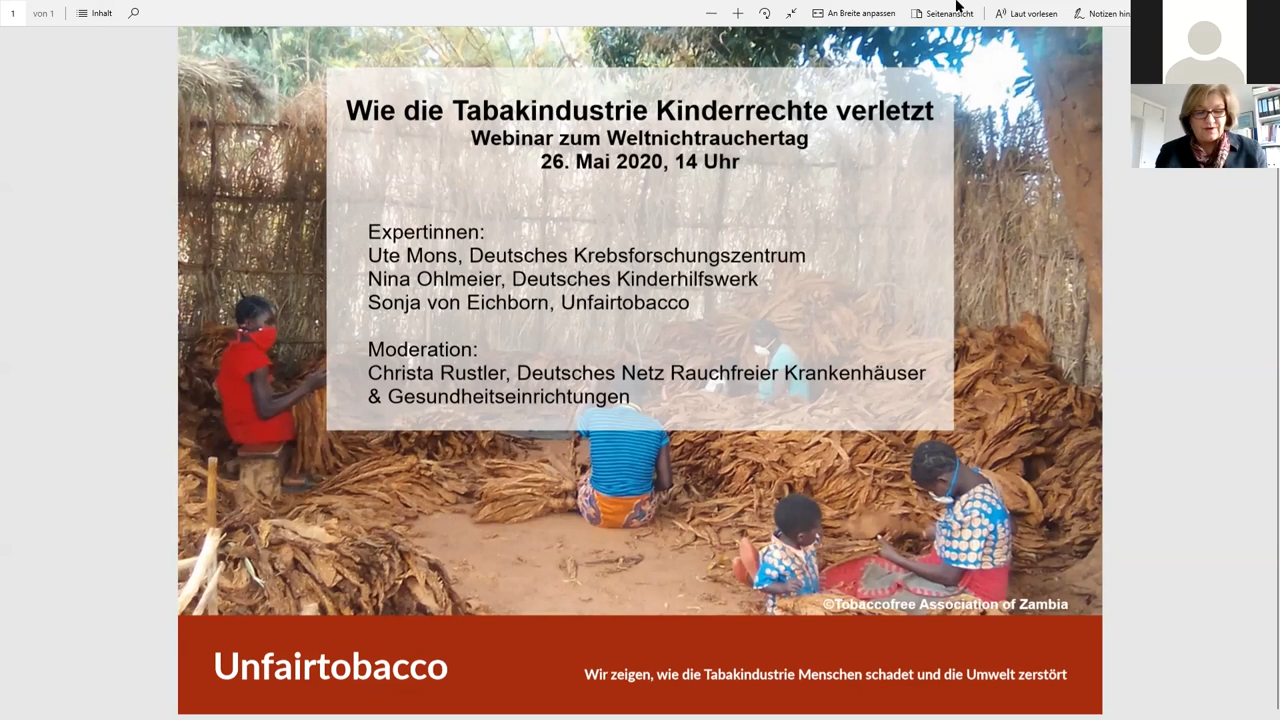 1 von 1 Inhalt An Breite anpassen Seitenansicht Laut vorlesen Notizen hin
Wie die Tabakindustrie Kinderrechte verletzt
Webinar zum Weltnichtrauchertag
26. Mai 2020, 14 Uhr
Expertinnen:
Ute Mons, Deutsches Krebsforschungszentrum
Nina Ohlmeier, Deutsches Kinderhilfswerk
Sonja von Eichborn, Unfairtobacco
Moderation:
Christa Rustler, Deutsches Netz Rauchfreier Krankenhäuser
& Gesundheitseinrichtungen
©Tobaccofree Association of Zambia
Unfairtobacco
Wir zeigen, wie die Tabakindustrie Menschen schadet und die Umwelt zerstört